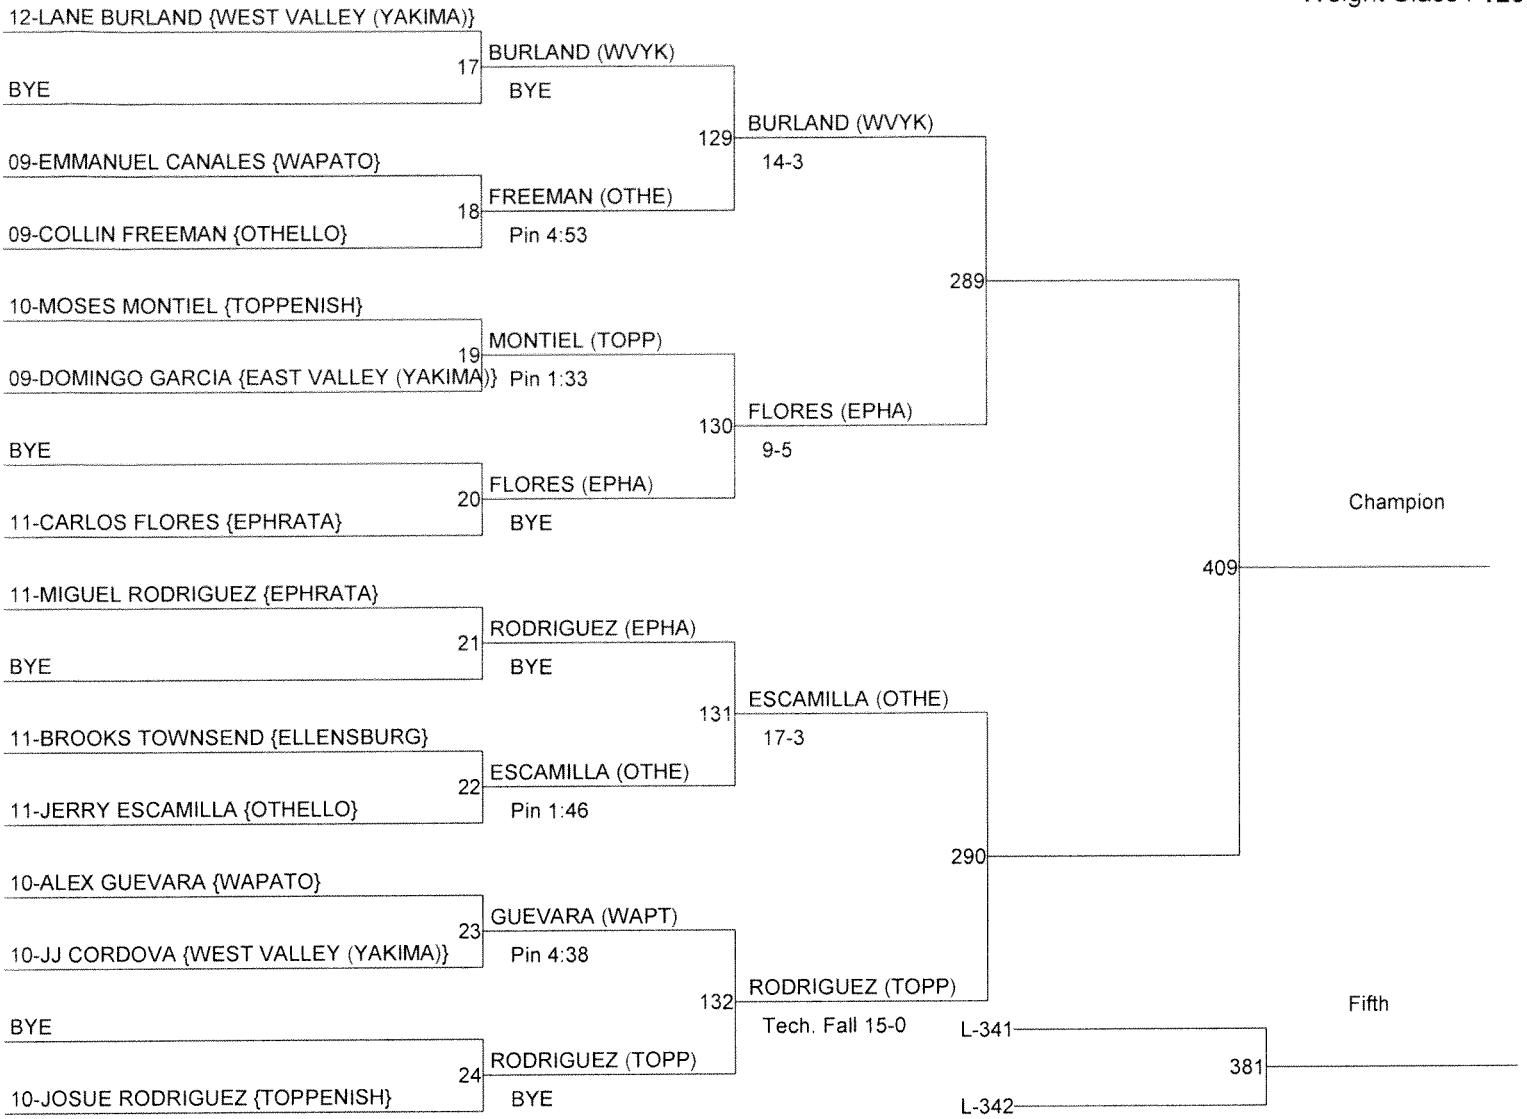 12-LANE BURLAND {WEST VALLEY (YAKIMA)}
17
BURLAND (WVYK)
BYE
BYE
129
BURLAND (WVYK)
14-3
09-EMMANUEL CANALES {WAPATO}
18
FREEMAN (OTHE)
09-COLLIN FREEMAN {OTHELLO}
Pin 4:53
289
10-MOSES MONTIEL {TOPPENISH}
19
MONTIEL (TOPP)
09-DOMINGO GARCIA {EAST VALLEY (YAKIMA)}
Pin 1:33
130
FLORES (EPHA)
9-5
BYE
20
FLORES (EPHA)
11-CARLOS FLORES {EPHRATA}
BYE
Champion
409
11-MIGUEL RODRIGUEZ {EPHRATA}
21
RODRIGUEZ (EPHA)
BYE
BYE
131
ESCAMILLA (OTHE)
17-3
11-BROOKS TOWNSEND {ELLENSBURG}
22
ESCAMILLA (OTHE)
11-JERRY ESCAMILLA {OTHELLO}
Pin 1:46
290
10-ALEX GUEVARA {WAPATO}
23
GUEVARA (WAPT)
10-JJ CORDOVA {WEST VALLEY (YAKIMA)}
Pin 4:38
132
RODRIGUEZ (TOPP)
Tech. Fall 15-0
BYE
24
RODRIGUEZ (TOPP)
10-JOSUE RODRIGUEZ {TOPPENISH}
BYE
Fifth
L-341
381
L-342